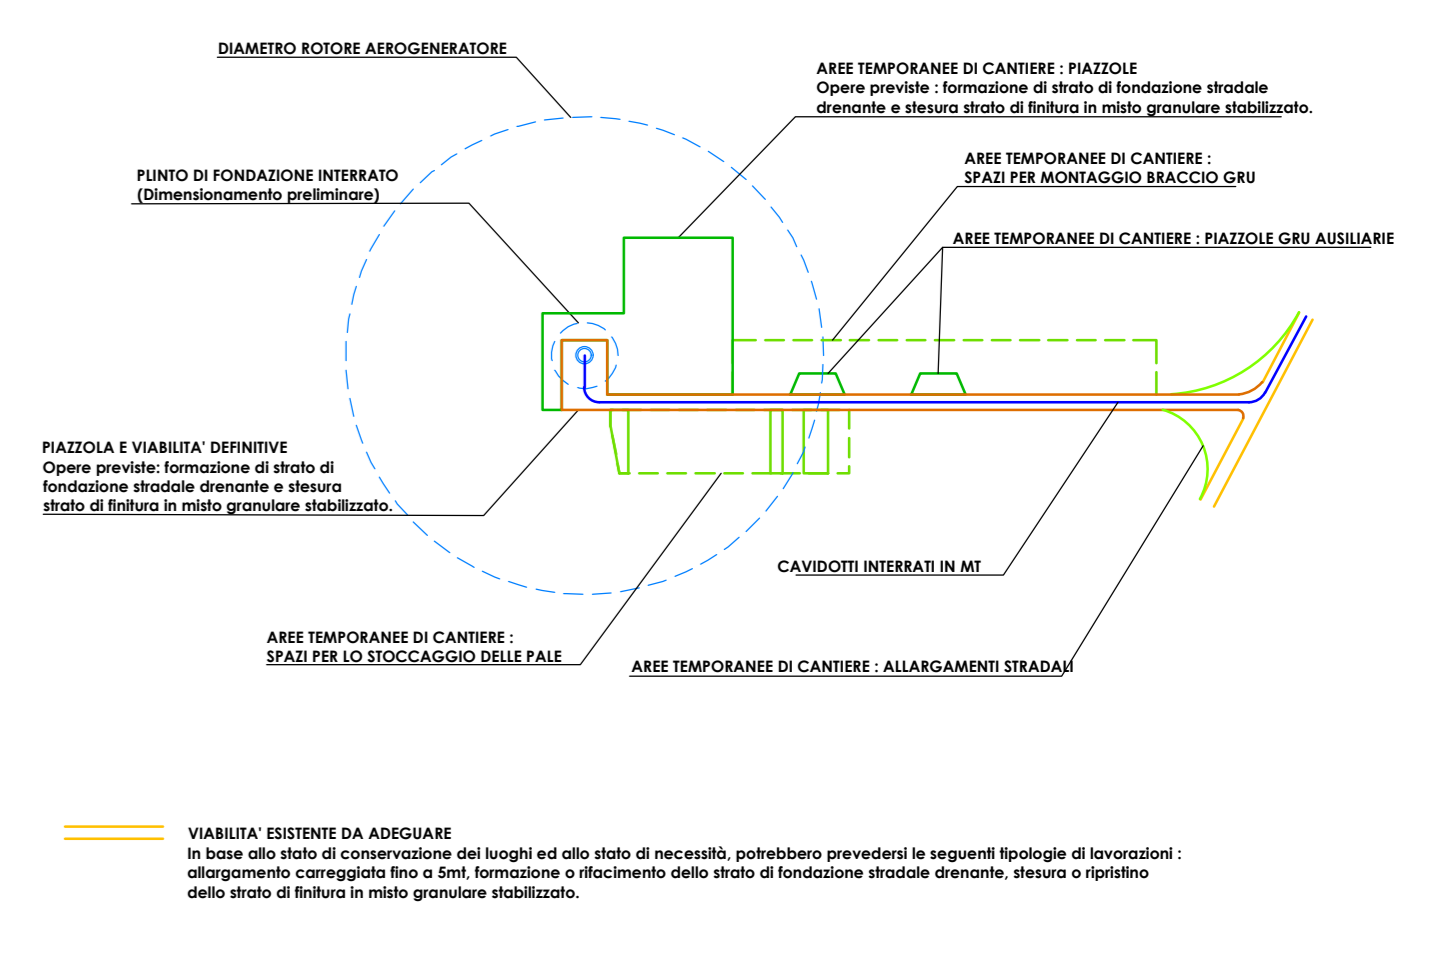 DIAMETRO ROTORE AEROGENERATORE
AREE TEMPORANEE DI CANTIERE : PIAZZOLE
Opere previste : formazione di strato di fondazione stradale
drenante e stesura strato di finitura in misto granulare stabilizzato.
AREE TEMPORANEE DI CANTIERE :
SPAZI PER MONTAGGIO BRACCIO GRU
PLINTO DI FONDAZIONE INTERRATO
(Dimensionamento preliminare)
AREE TEMPORANEE DI CANTIERE : PIAZZOLE GRU AUSILIARIE
PIAZZOLA E VIABILITA' DEFINITIVE
Opere previste: formazione di strato di
fondazione stradale drenante e stesura
strato di finitura in misto granulare stabilizzato.
CAVIDOTTI INTERRATI IN MT
AREE TEMPORANEE DI CANTIERE :
SPAZI PER LO STOCCAGGIO DELLE PALE
AREE TEMPORANEE DI CANTIERE : ALLARGAMENTI STRADALI
VIABILITA' ESISTENTE DA ADEGUARE
In base allo stato di conservazione dei luoghi ed allo stato di necessità, potrebbero prevedersi le seguenti tipologie di lavorazioni :
allargamento carreggiata fino a 5mt, formazione o rifacimento dello strato di fondazione stradale drenante, stesura o ripristino
dello strato di finitura in misto granulare stabilizzato.